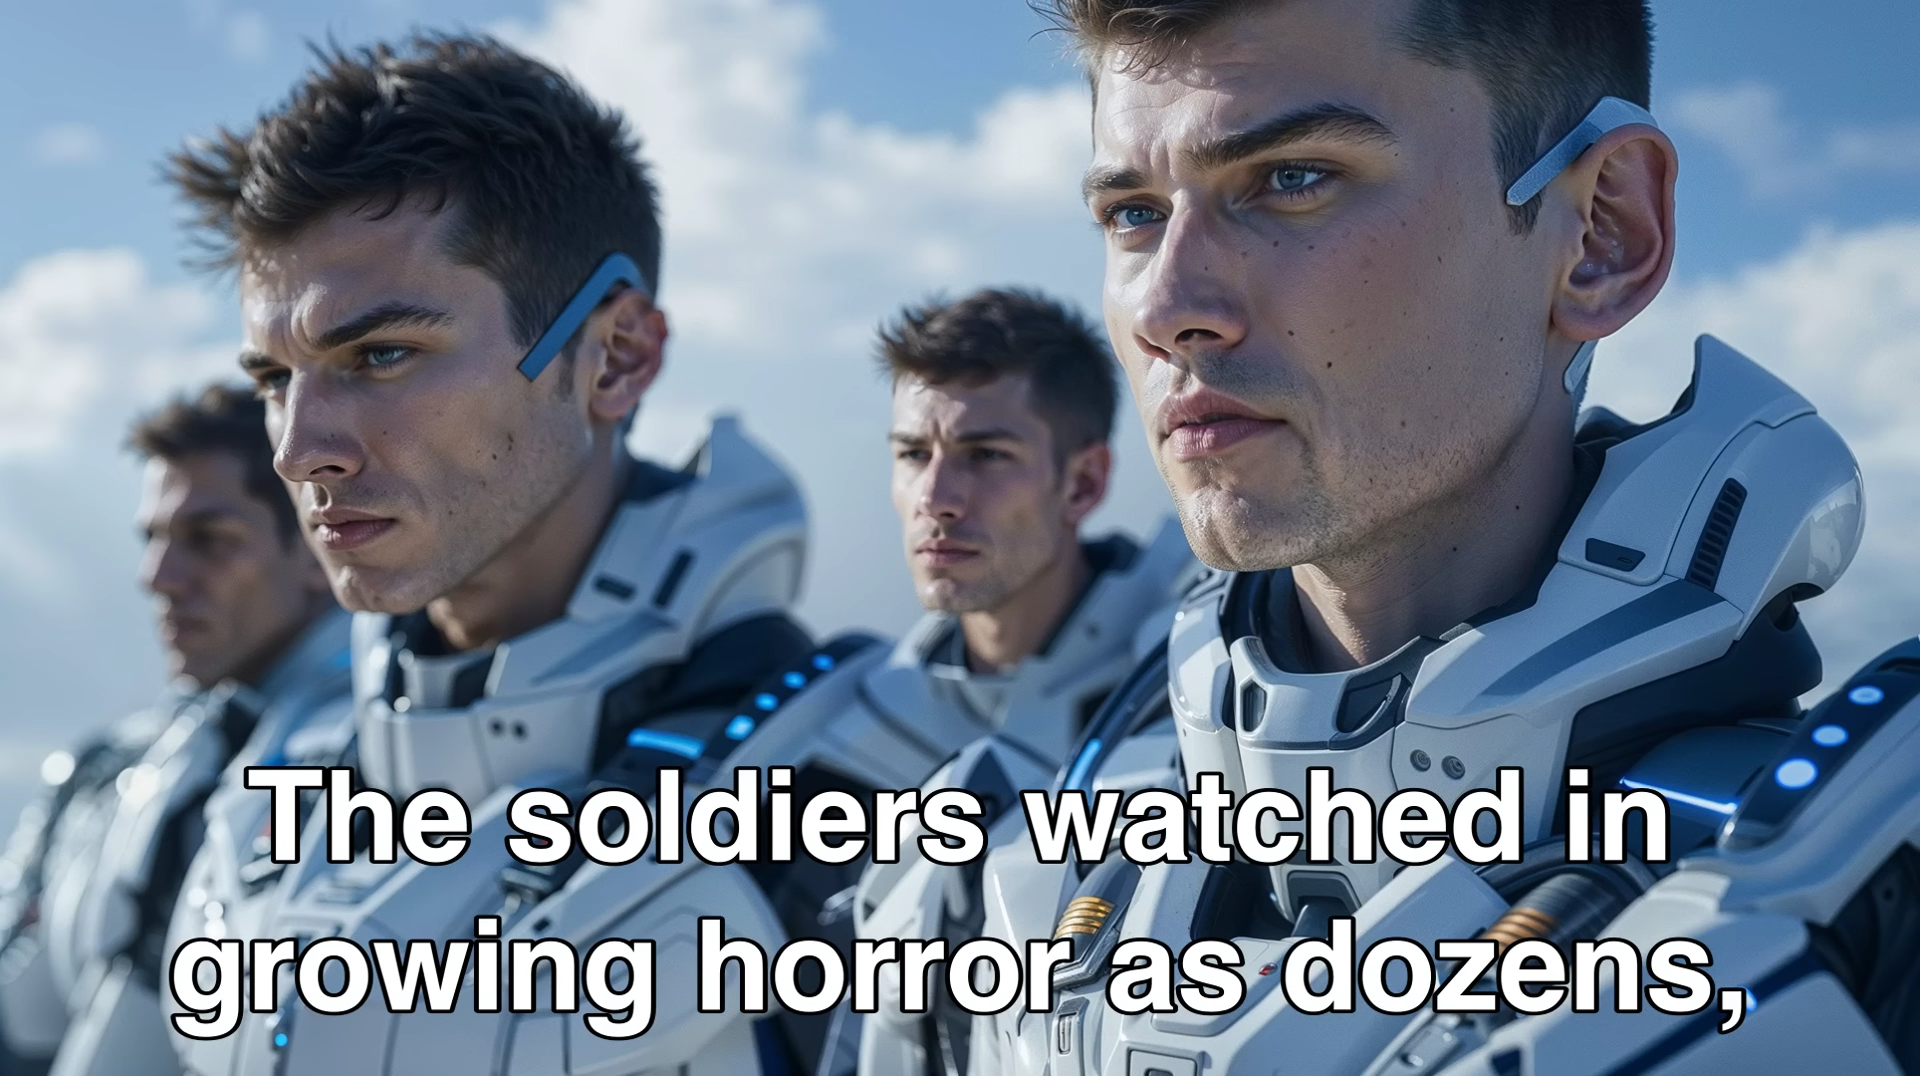 The soldiers watched in
growing horror as dozens,